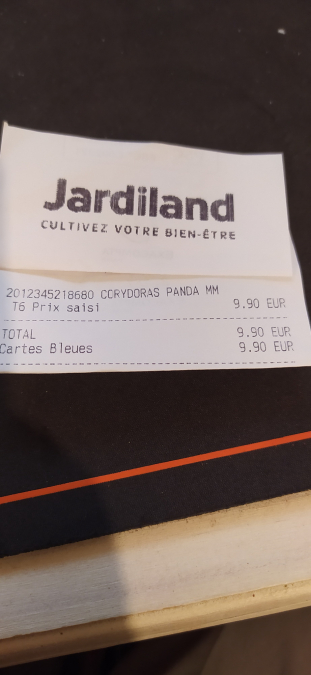 Jardiland
CULTIVEZ VOTRE BIEN-ÊTRE
2012345218680 CORYDORAS PANDA MM
T6 Prix saisi 9.90 EUR
TOTAL 9.90 EUR
Cartes Bleues 9.90 EUR